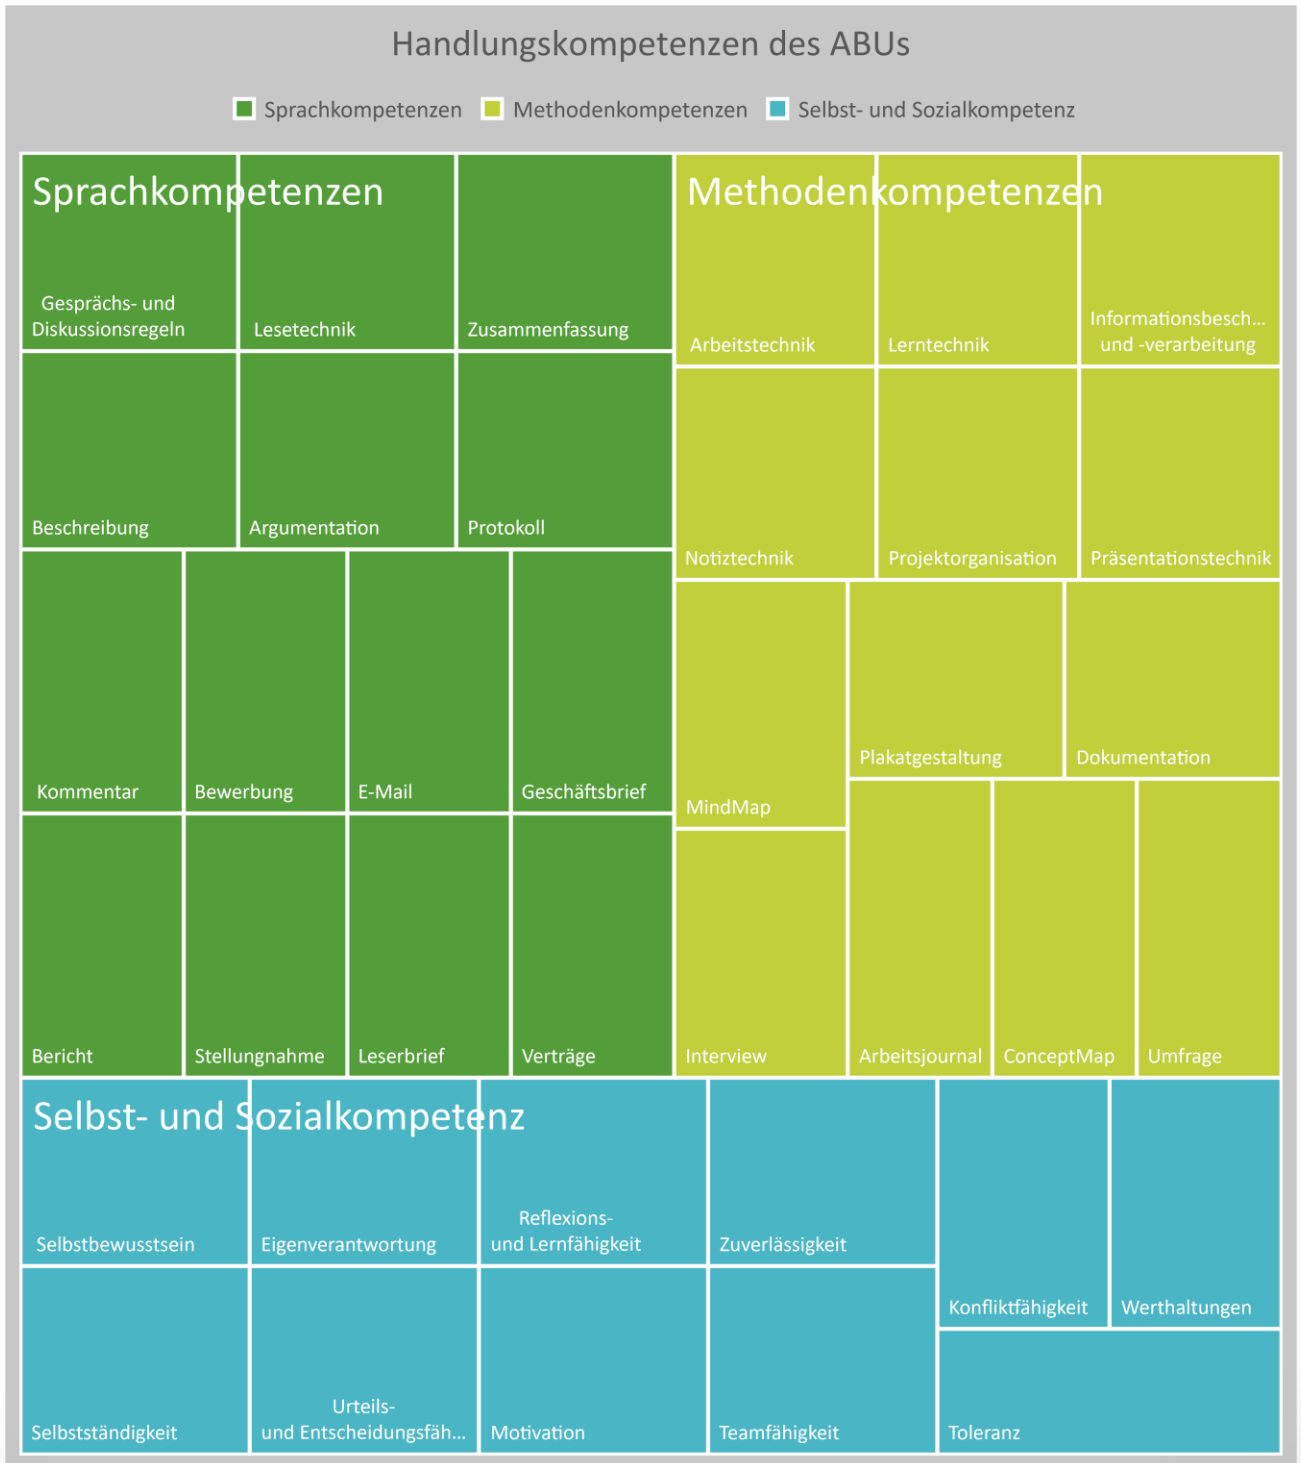 Handlungskompetenzen des ABUs
Sprachkompetenzen
Methodenkompetenzen
Selbst- und Sozialkompetenz
Sprachkompetenzen
Gesprächs- und
Diskussionsregeln
Lesetechnik
Zusammenfassung
Beschreibung
Argumentation
Protokoll
Kommentar
Bewerbung
E-Mail
Geschäftsbrief
Bericht
Stellungnahme
Leserbrief
Verträge
Methodenkompetenzen
Arbeitstechnik
Lerntechnik
Informationsbesch...
und -verarbeitung
Notiztechnik
Projektorganisation
Präsentationstechnik
MindMap
Plakatgestaltung
Dokumentation
Interview
Arbeitsjournal
ConceptMap
Umfrage
Selbst- und Sozialkompetenz
Selbstbewusstsein
Eigenverantwortung
Reflexions-
und Lernfähigkeit
Zuverlässigkeit
Konfliktfähigkeit
Werthaltungen
Selbstständigkeit
Urteils-
und Entscheidungsfäh...
Motivation
Teamfähigkeit
Toleranz